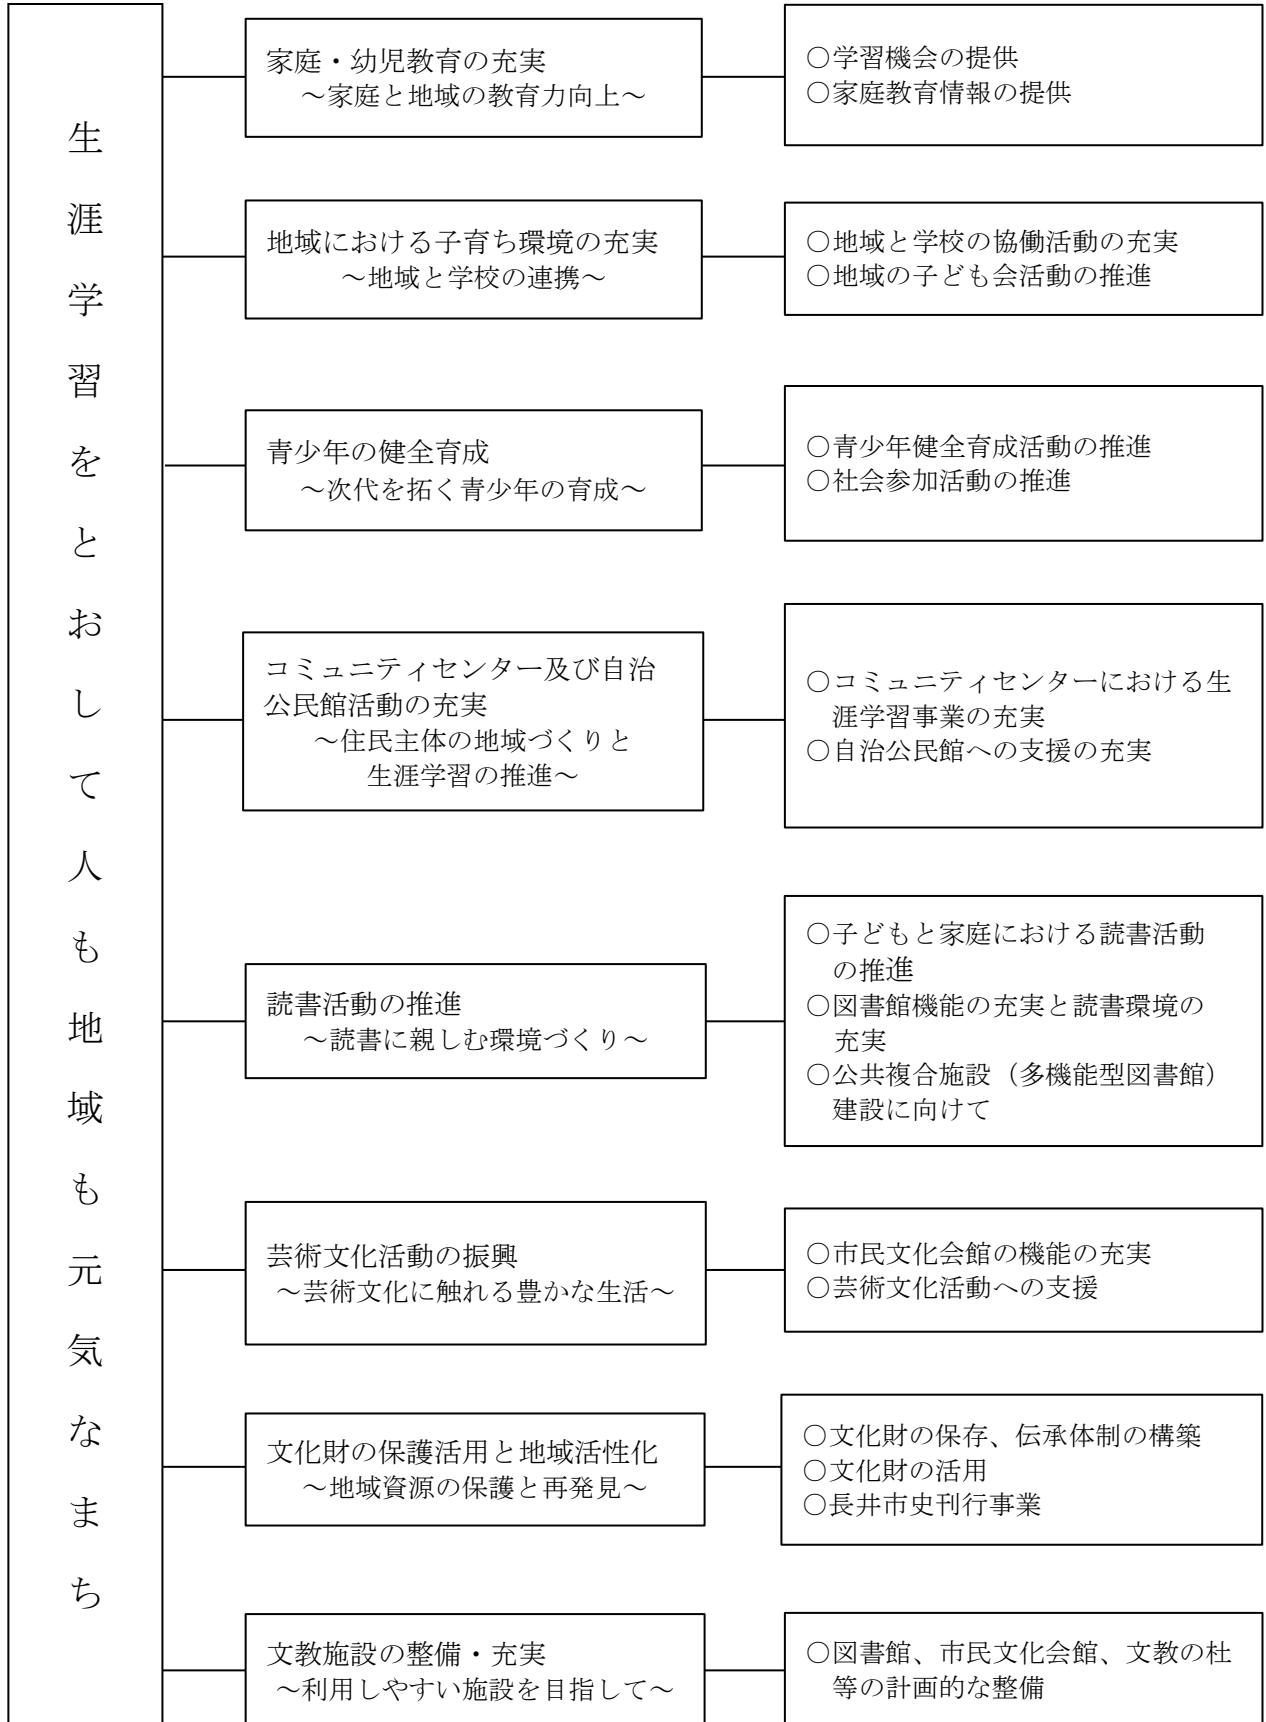 生涯学習をとおして人も地域も元気なまち
家庭・幼児教育の充実
～家庭と地域の教育力向上～
○学習機会の提供
○家庭教育情報の提供
地域における子育ち環境の充実
～地域と学校の連携～
○地域と学校の協働活動の充実
○地域の子ども会活動の推進
青少年の健全育成
～次代を拓く青少年の育成～
○青少年健全育成活動の推進
○社会参加活動の推進
コミュニティセンター及び自治
公民館活動の充実
～住民主体の地域づくりと
生涯学習の推進～
○コミュニティセンターにおける生
涯学習事業の充実
○自治公民館への支援の充実
読書活動の推進
～読書に親しむ環境づくり～
○子どもと家庭における読書活動
の推進
○図書館機能の充実と読書環境の
充実
○公共複合施設（多機能型図書館）
建設に向けて
芸術文化活動の振興
～芸術文化に触れる豊かな生活～
○市民文化会館の機能の充実
○芸術文化活動への支援
文化財の保護活用と地域活性化
～地域資源の保護と再発見～
○文化財の保存、伝承体制の構築
○文化財の活用
○長井市史刊行事業
文教施設の整備・充実
～利用しやすい施設を目指して～
○図書館、市民文化会館、文教の杜
等の計画的な整備